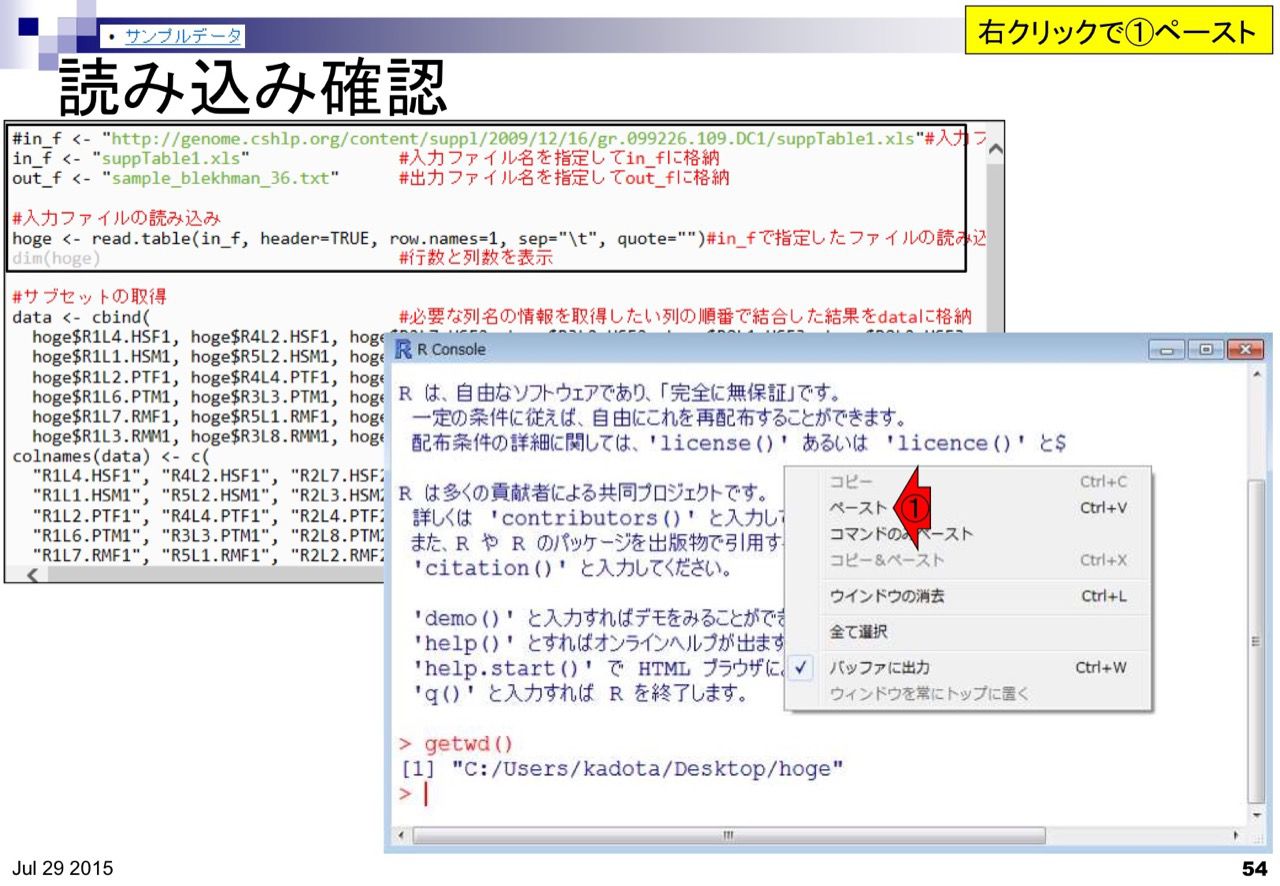 • サンプルデータ
右クリックで①ペースト
読み込み確認
#in_f <- "http://genome.cshlp.org/content/suppl/2009/12/16/gr.099226.109.DC1/suppTable1.xls"#入力フ
in_f <- "suppTable1.xls" #入力ファイル名を指定してin_fに格納
out_f <- "sample_blekhman_36.txt" #出力ファイル名を指定してout_fに格納
#入力ファイルの読み込み
hoge <- read.table(in_f, header=TRUE, row.names=1, sep="\t", quote="")#in_fで指定したファイルの読み込
dim(hoge) #行数と列数を表示
#サブセットの取得
data <- cbind( #必要な列名の情報を取得したい列の順番で結合した結果をdataに格納
hoge$R1L4.HSF1, hoge$R4L2.HSF1, hoge
hoge$R1L1.HSM1, hoge$R5L2.HSM1, hoge
hoge$R1L2.PTF1, hoge$R4L4.PTF1, hoge
hoge$R1L6.PTM1, hoge$R3L3.PTM1, hoge
hoge$R1L7.RMF1, hoge$R5L1.RMF1, hoge
hoge$R1L3.RMM1, hoge$R3L8.RMM1, hoge
colnames(data) <- c(
"R1L4.HSF1", "R4L2.HSF1", "R2L7.HSF2
"R1L1.HSM1", "R5L2.HSM1", "R2L3.HSM2
"R1L2.PTF1", "R4L4.PTF1", "R2L4.PTF2
"R1L6.PTM1", "R3L3.PTM1", "R2L8.PTM2
"R1L7.RMF1", "R5L1.RMF1", "R2L2.RMF2
R Console
R は、自由なソフトウェアであり、「完全に無保証」です。
一定の条件に従えば、自由にこれを再配布することができます。
配布条件の詳細に関しては、'license()' あるいは 'licence()' と$
R は多くの貢献者による共同プロジェクトです。
詳しくは 'contributors()' と入力して
また、R や R のパッケージを出版物で引用す
'citation()' と入力してください。
'demo()' と入力すればデモをみることができ
'help()' とすればオンラインヘルプが出ます
'help.start()' で HTML ブラウザに
'q()' と入力すれば R を終了します。
> getwd()
[1] "C:/Users/kadota/Desktop/hoge"
>
コピー Ctrl+C
ペースト Ctrl+V
①
コマンドのみペースト
コピー&ペースト Ctrl+X
ウインドウの消去 Ctrl+L
全て選択
バッファに出力 Ctrl+W
ウィンドウを常にトップに置く
Jul 29 2015
54